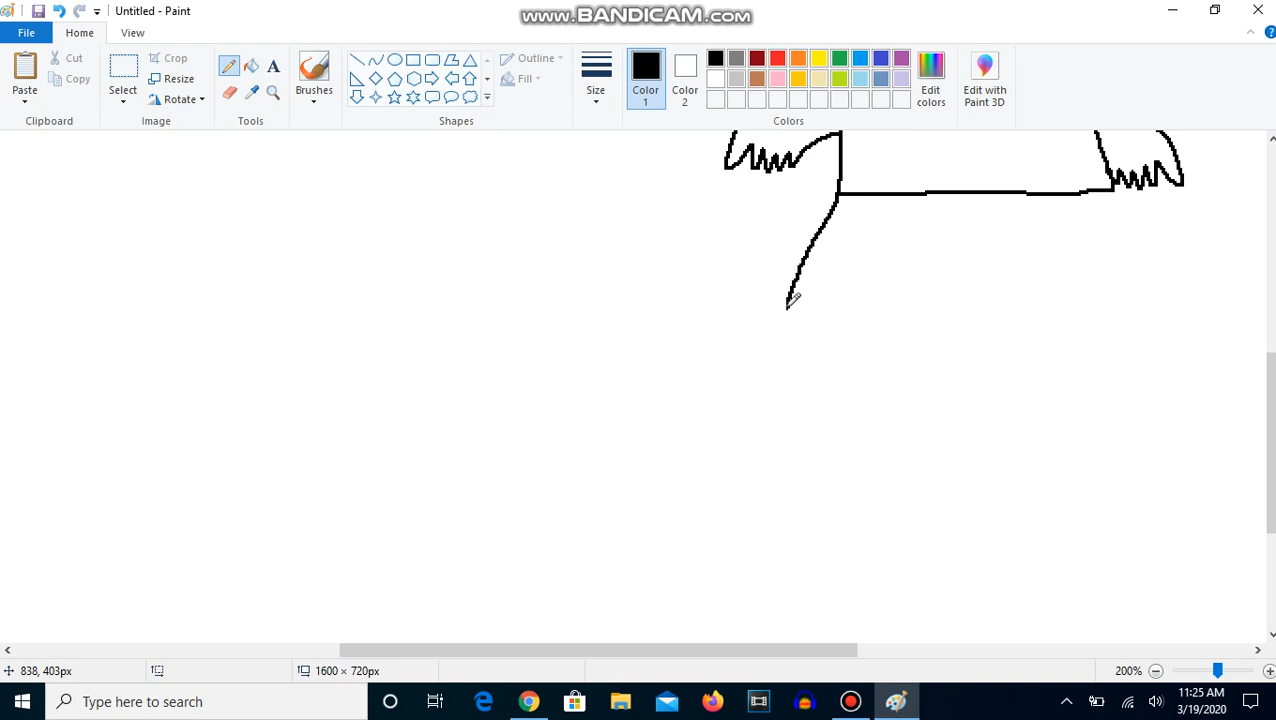 Untitled - Paint
www.BANDICAM.com
File
Home
View
Paste
Cut
Copy
Clipboard
Select
Crop
Resize
Rotate
Image
A
Tools
Brushes
Outline
Fill
Shapes
Size
Color
1
Color
2
Colors
Edit
colors
Edit with
Paint 3D
838, 403px
1600 × 720px
200%
Type here to search
11:25 AM
3/19/2020